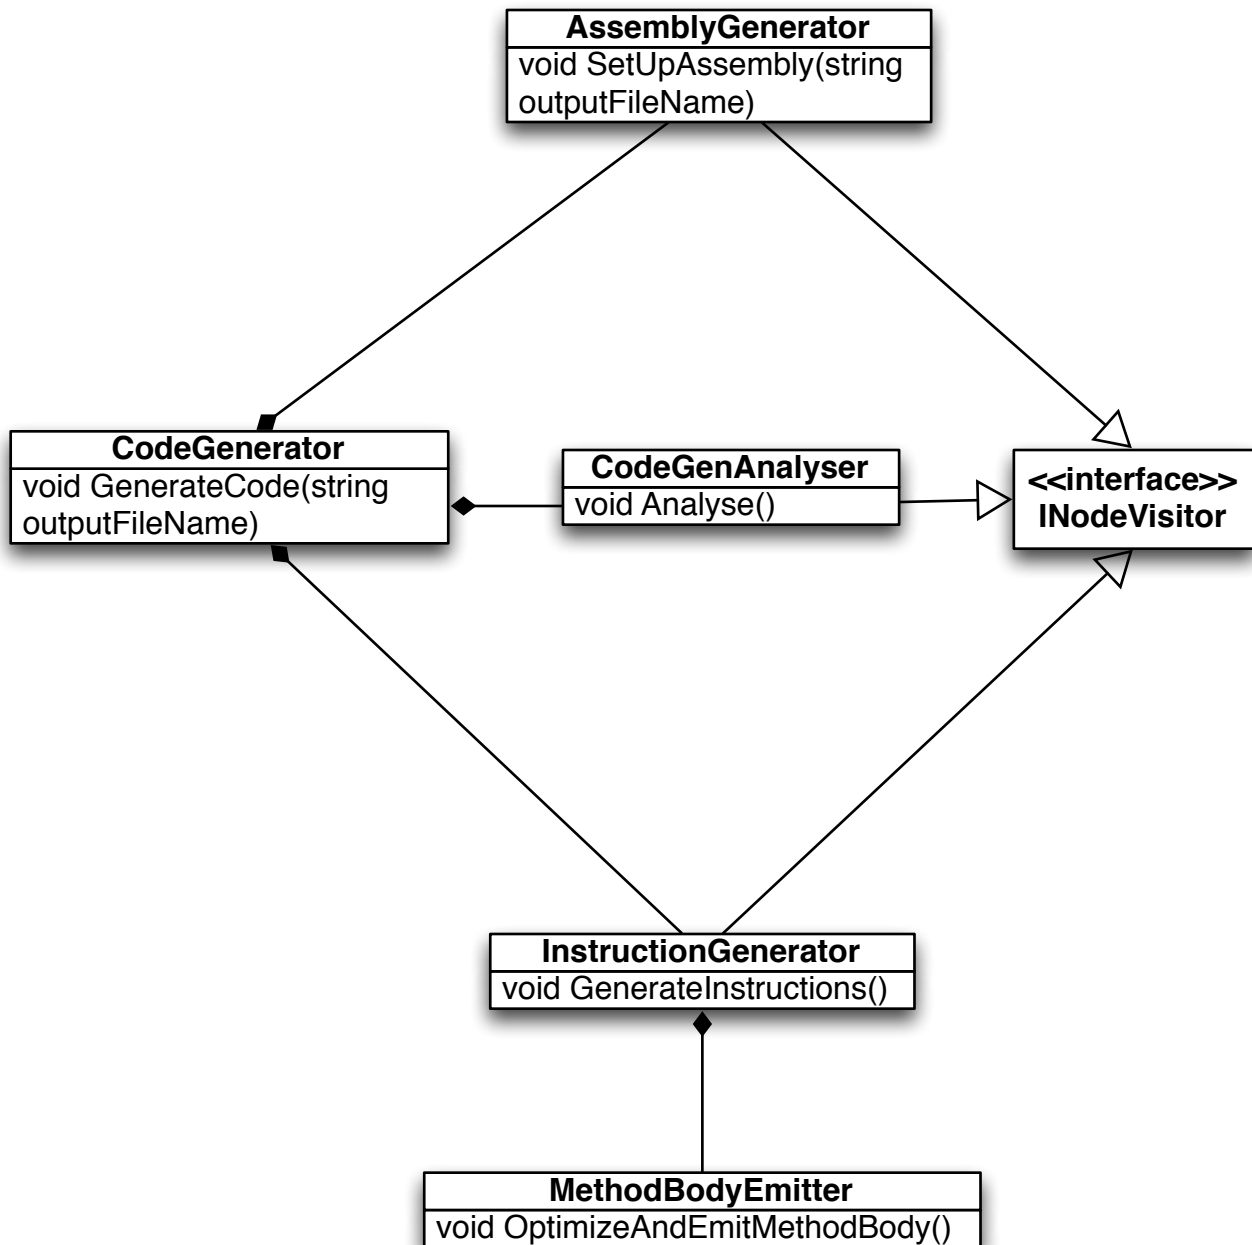 AssemblyGenerator
void SetUpAssembly(string
outputFileName)
CodeGenerator
void GenerateCode(string
outputFileName)
CodeGenAnalyser
void Analyse()
<<interface>>
INodeVisitor
InstructionGenerator
void GenerateInstructions()
MethodBodyEmitter
void OptimizeAndEmitMethodBody()